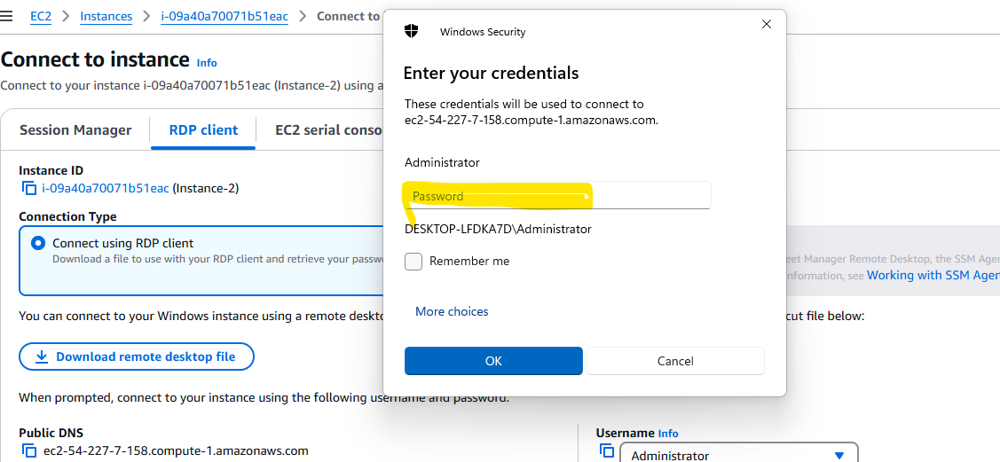 EC2 > Instances > i-09a40a70071b51eac > Connect to
Connect to instance Info
Connect to your instance i-09a40a70071b51eac (Instance-2) using a
Session Manager RDP client EC2 serial conso
Instance ID
i-09a40a70071b51eac (Instance-2)
Connection Type
Connect using RDP client
Download a file to use with your RDP client and retrieve your passw
eet Manager Remote Desktop, the SSM Age
nformation, see Working with SSM Agen
You can connect to your Windows instance using a remote deskt
cut file below:
Download remote desktop file
When prompted, connect to your instance using the following username and password:
Public DNS
ec2-54-227-7-158.compute-1.amazonaws.com
Username Info
Administrator
Windows Security
Enter your credentials
These credentials will be used to connect to
ec2-54-227-7-158.compute-1.amazonaws.com.
Administrator
Password
DESKTOP-LFDKA7D\Administrator
Remember me
More choices
OK Cancel